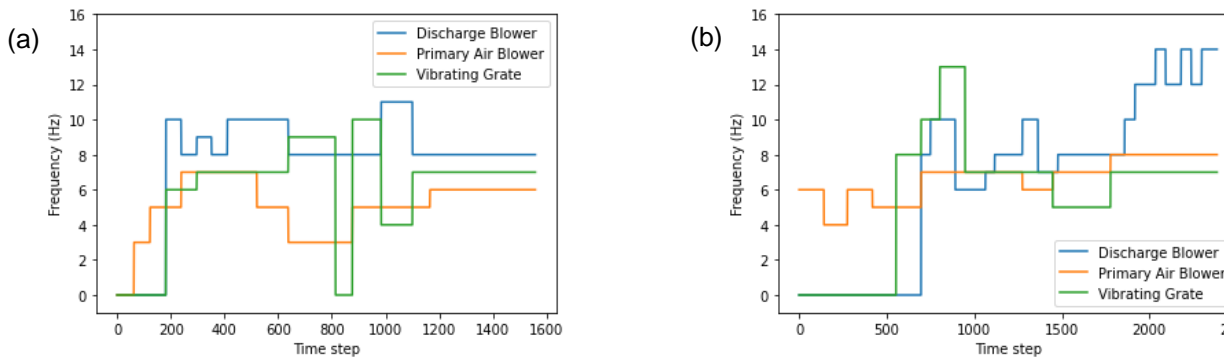 (a)
16
14
12
10
8
6
4
2
0
Frequency (Hz)
Discharge Blower
Primary Air Blower
Vibrating Grate
0 200 400 600 800 1000 1200 1400 1600
Time step
(b)
16
14
12
10
8
6
4
2
0
Frequency (Hz)
Discharge Blower
Primary Air Blower
Vibrating Grate
0 500 1000 1500 2000
Time step